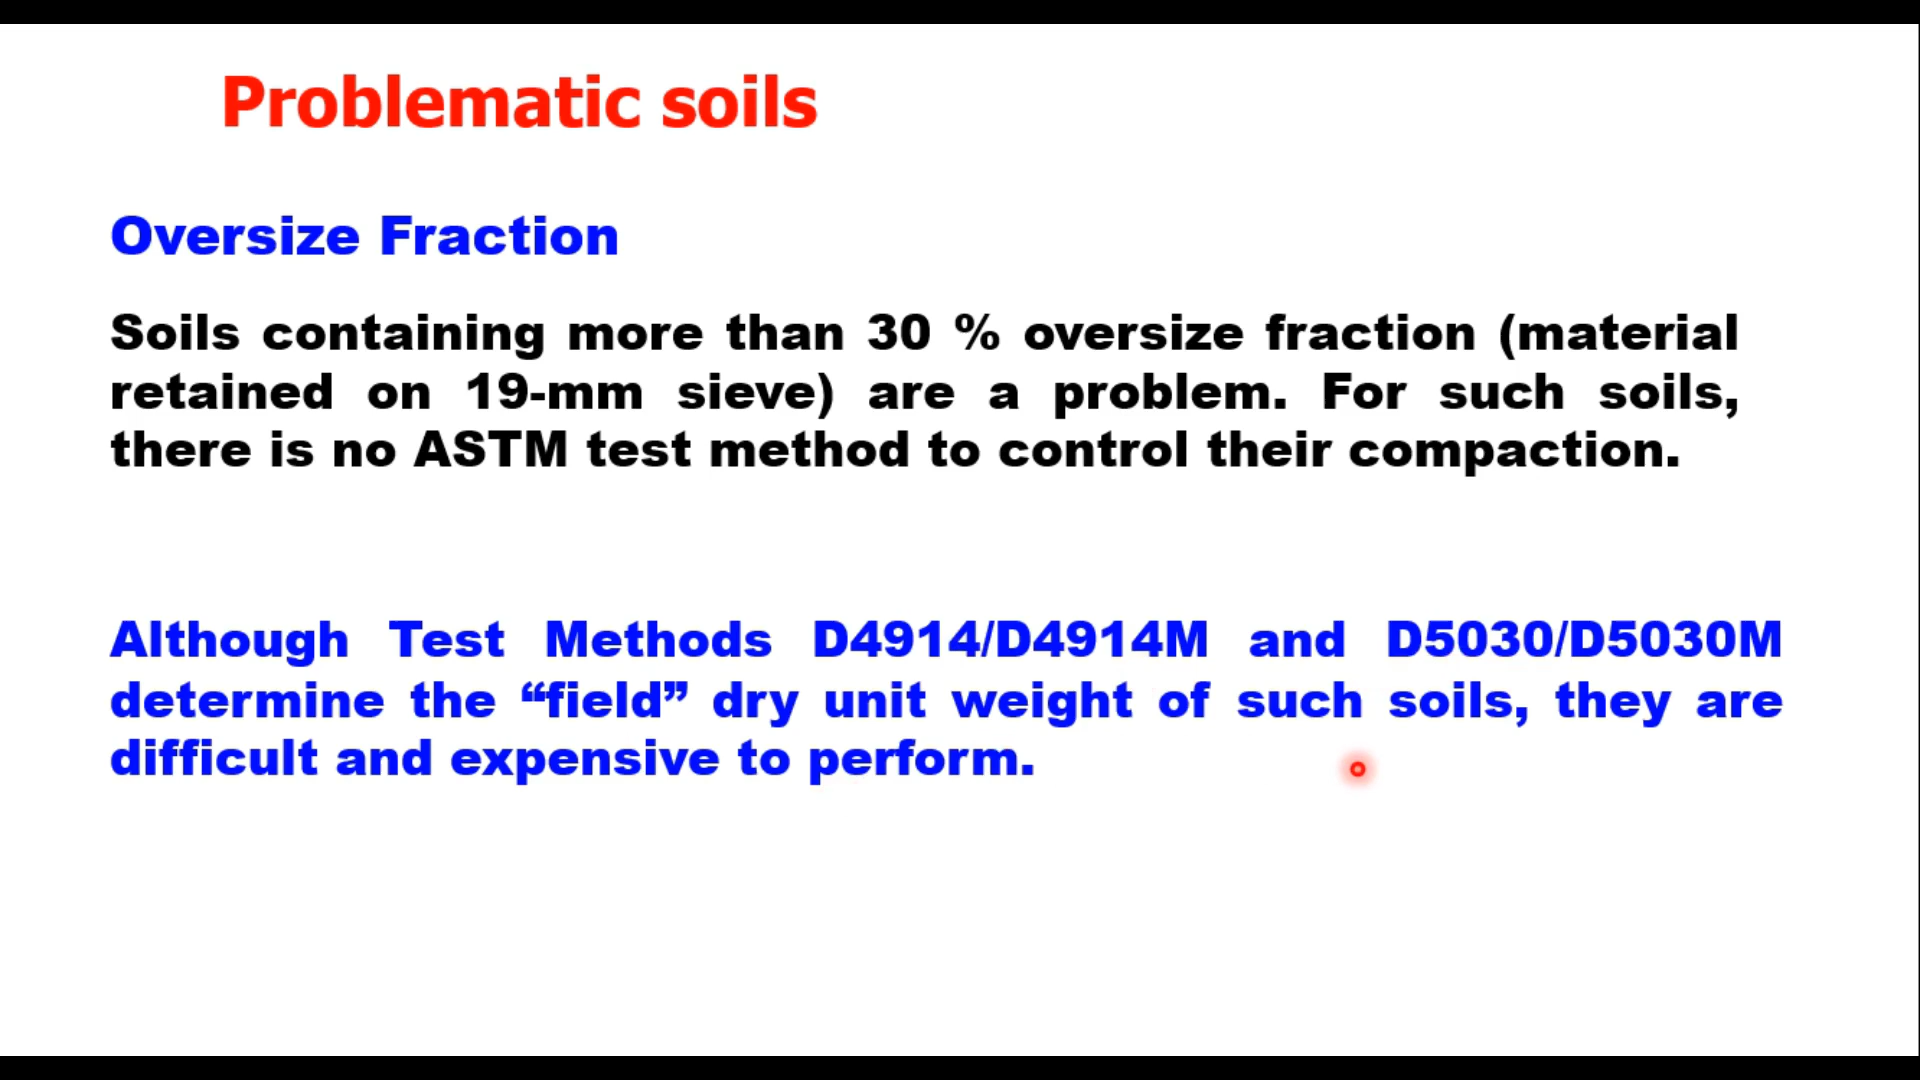 Problematic soils
Oversize Fraction
Soils containing more than 30 % oversize fraction (material
retained on 19-mm sieve) are a problem. For such soils,
there is no ASTM test method to control their compaction.
Although Test Methods D4914/D4914M and D5030/D5030M
determine the “field” dry unit weight of such soils, they are
difficult and expensive to perform.